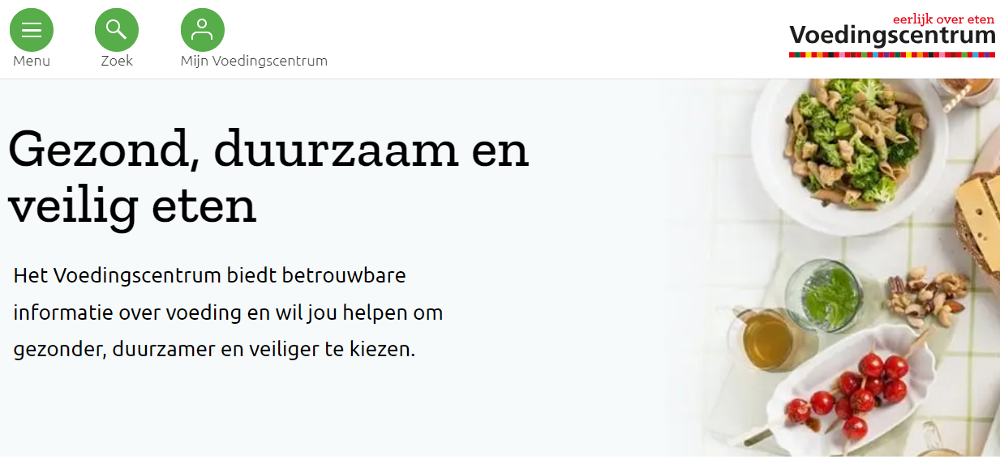 Menu
Zoek
Mijn Voedingscentrum
eerlijk over eten
Voedingscentrum
Gezond, duurzaam en
veilig eten
Het Voedingscentrum biedt betrouwbare
informatie over voeding en wil jou helpen om
gezonder, duurzamer en veiliger te kiezen.